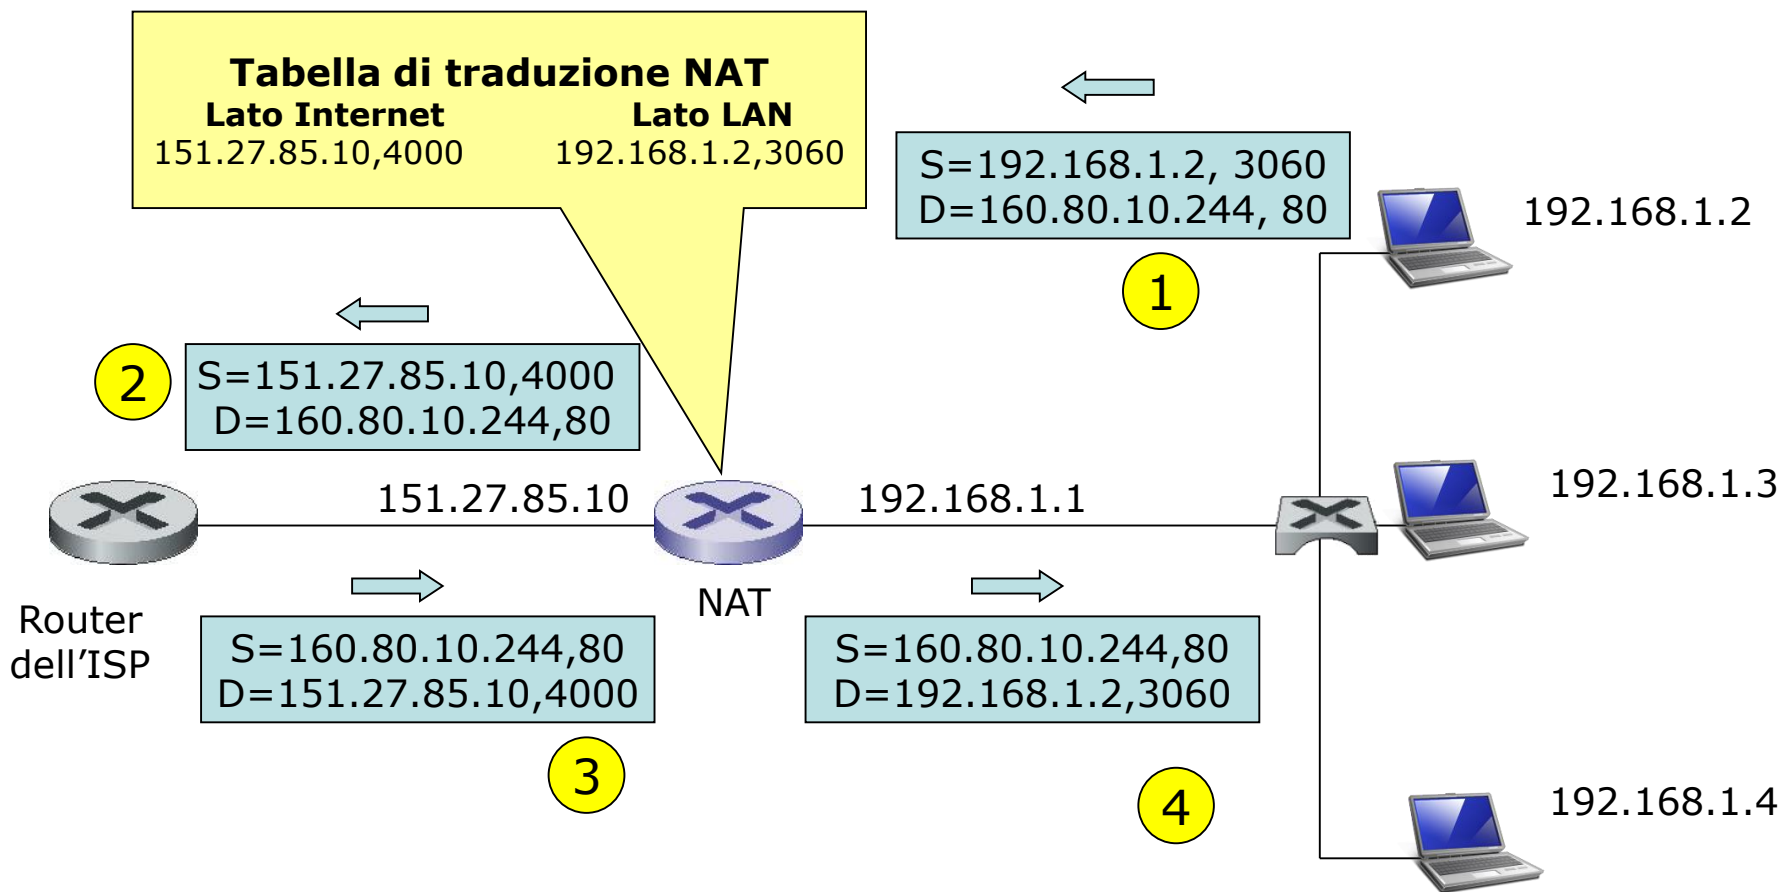 Tabella di traduzione NAT
Lato Internet Lato LAN
151.27.85.10,4000 192.168.1.2,3060
S=192.168.1.2, 3060
D=160.80.10.244, 80
192.168.1.2
1
2
S=151.27.85.10,4000
D=160.80.10.244,80
151.27.85.10
192.168.1.1
192.168.1.3
NAT
Router
dell’ISP
S=160.80.10.244,80
D=151.27.85.10,4000
3
S=160.80.10.244,80
D=192.168.1.2,3060
4
192.168.1.4